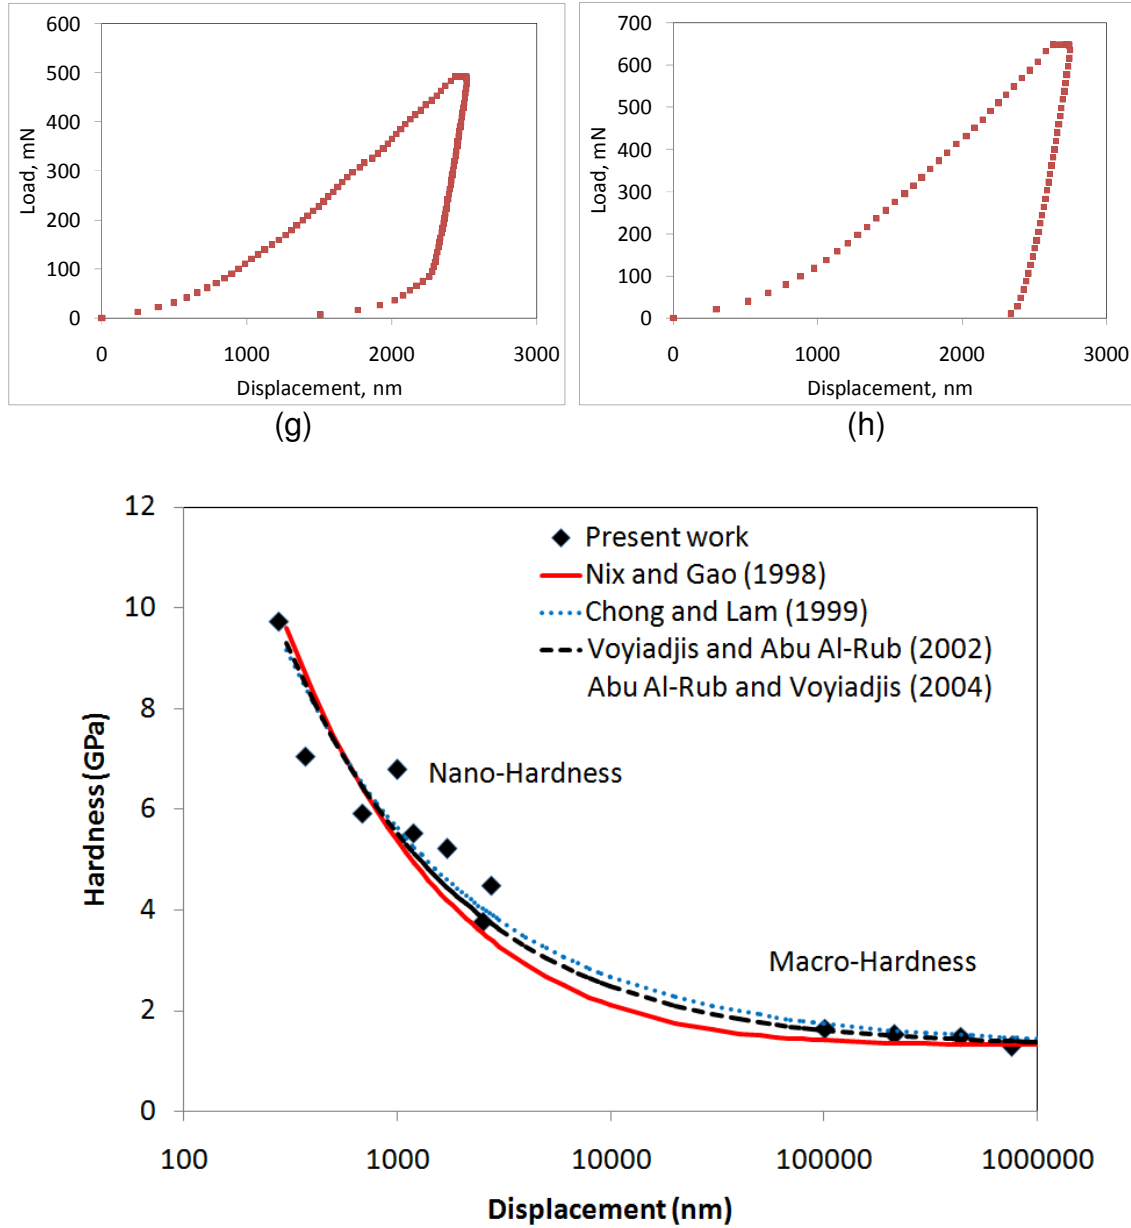 600
500
400
300
200
100
0
Load, mN
0 1000 2000 3000
Displacement, nm
(g)
700
600
500
400
300
200
100
0
Load, mN
0 1000 2000 3000
Displacement, nm
(h)
12
10
8
6
4
2
0
Hardness (GPa)
Present work
Nix and Gao (1998)
Chong and Lam (1999)
Voyiadjis and Abu Al-Rub (2002)
Abu Al-Rub and Voyiadjis (2004)
Nano-Hardness
Macro-Hardness
100 1000 10000 100000 1000000
Displacement (nm)